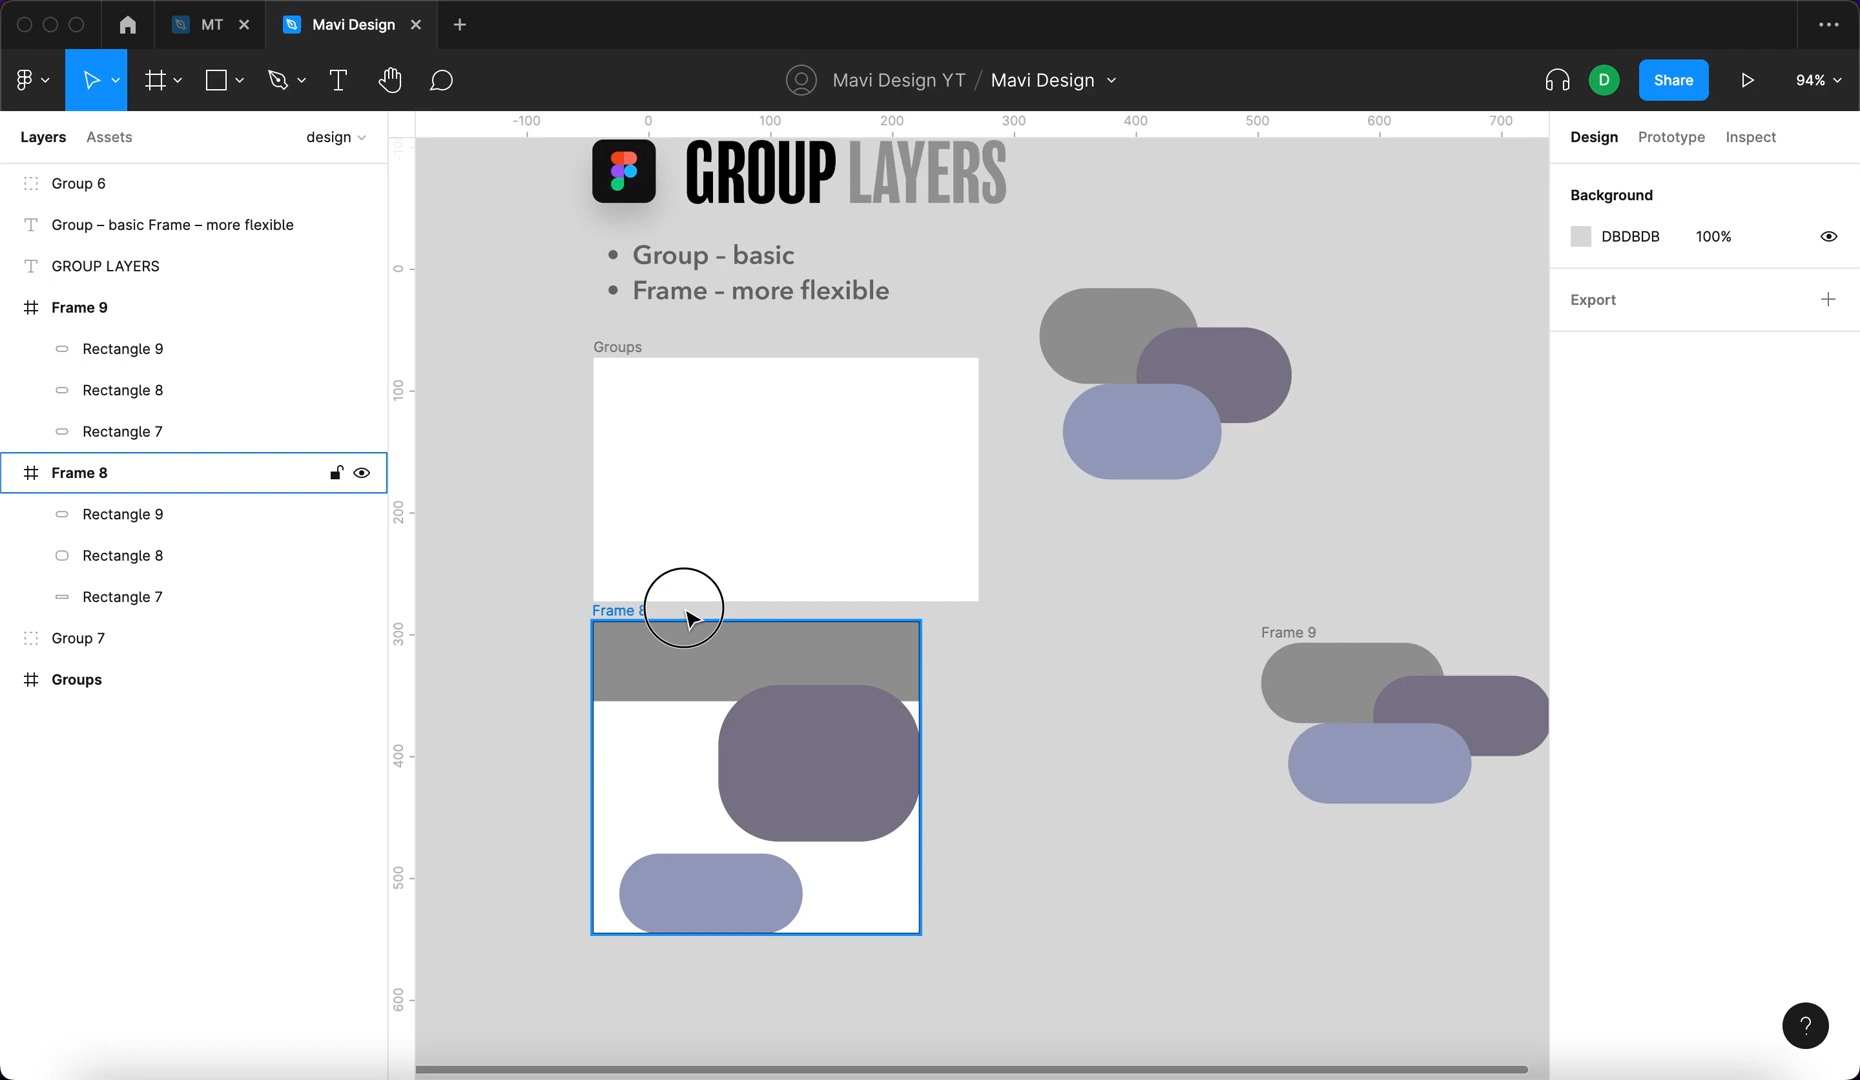 MT
Mavi Design
Mavi Design YT / Mavi Design
D
Share
94%
Layers
Assets
design
-100
0
100
200
300
400
500
600
700
Design
Prototype
Inspect
Group 6
Group – basic Frame – more flexible
GROUP LAYERS
Frame 9
Rectangle 9
Rectangle 8
Rectangle 7
Frame 8
Rectangle 9
Rectangle 8
Rectangle 7
Group 7
Groups
0
100
200
300
400
500
600
GROUP LAYERS
• Group – basic
• Frame – more flexible
Groups
Frame 8
Frame 9
Background
DBDBDB 100%
Export
?